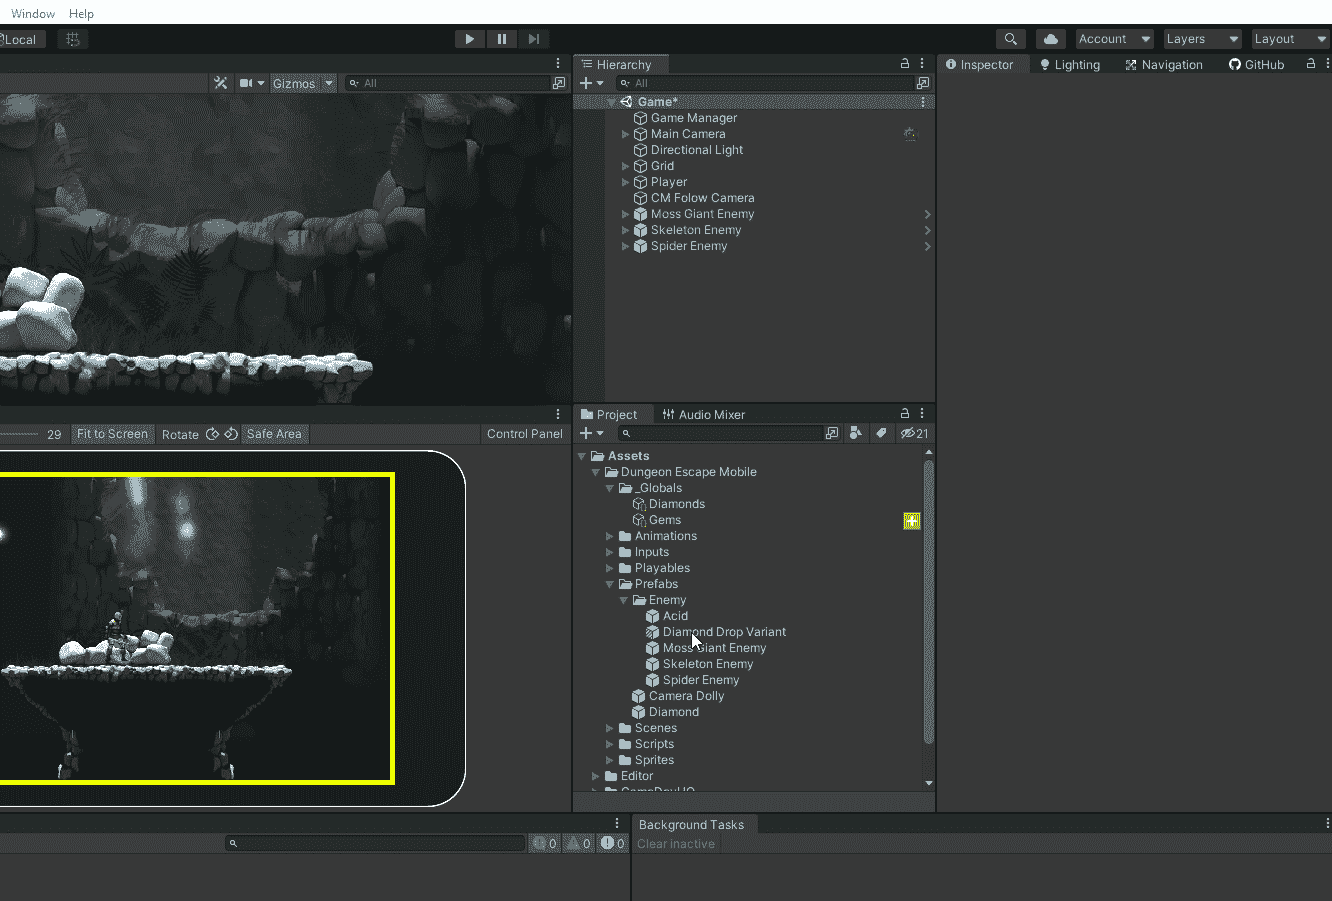 Window Help
Local
Account Layers Layout
Hierarchy
Inspector Lighting Navigation GitHub
Gizmos All
All
Game*
Game Manager
Main Camera
Directional Light
Grid
Player
CM Folow Camera
Moss Giant Enemy
Skeleton Enemy
Spider Enemy
Project Audio Mixer
29 Fit to Screen Rotate Safe Area Control Panel
21
Assets
Dungeon Escape Mobile
_Globals
Diamonds
Gems
Animations
Inputs
Playables
Prefabs
Enemy
Acid
Diamond Drop Variant
Moss Giant Enemy
Skeleton Enemy
Spider Enemy
Camera Dolly
Diamond
Scenes
Scripts
Sprites
Editor
GameDevHQ
Background Tasks
0 0 0
Clear inactive